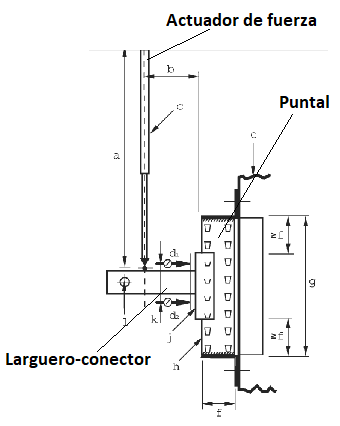 Actuador de fuerza
b
Puntal
c
a
c
d₁
≥h
g
l
k
d₂
j
≥h
Larguero-conector
h
f